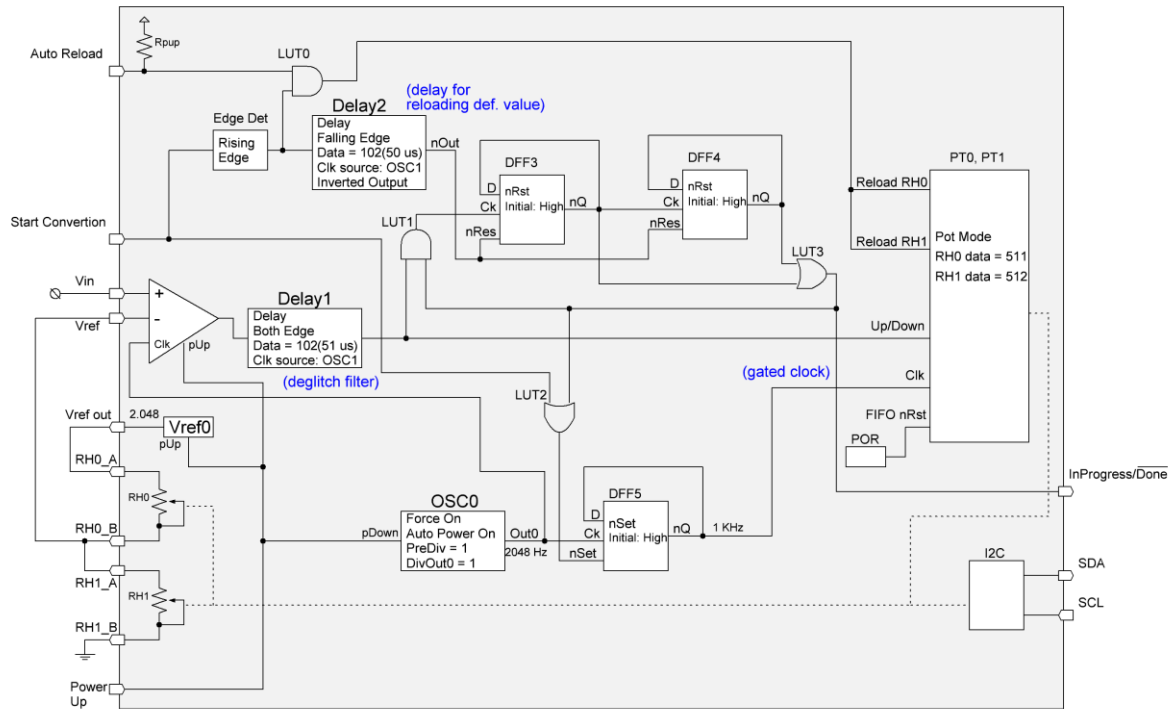 Auto Reload
Rpup
LUT0
(delay for
reloading def. value)
Edge Det
Rising
Edge
Delay2
Delay
Falling Edge
Data = 102(50 us)
Clk source: OSC1
Inverted Output
nOut
DFF3
D
nRst
Initial: High
Ck
nQ
nRes
DFF4
D
nRst
Initial: High
Ck
nQ
nRes
PT0, PT1
Reload RH0
Reload RH1
Pot Mode
RH0 data = 511
RH1 data = 512
Up/Down
Clk
FIFO nRst
POR
Start Convertion
LUT1
LUT3
Vin
+
-
Clk
pUp
Vref
Delay1
Delay
Both Edge
Data = 102(51 us)
Clk source: OSC1
(deglitch filter)
(gated clock)
LUT2
Vref out
2.048
Vref0
pUp
RH0_A
RH0
RH0_B
RH1_A
RH1
RH1_B
OSC0
pDown
Force On
Auto Power On
PreDiv = 1
DivOut0 = 1
Out0
2048 Hz
DFF5
D
nSet
Initial: High
Ck
nSet
nQ
1 KHz
InProgress/Done
I2C
SDA
SCL
Power
Up